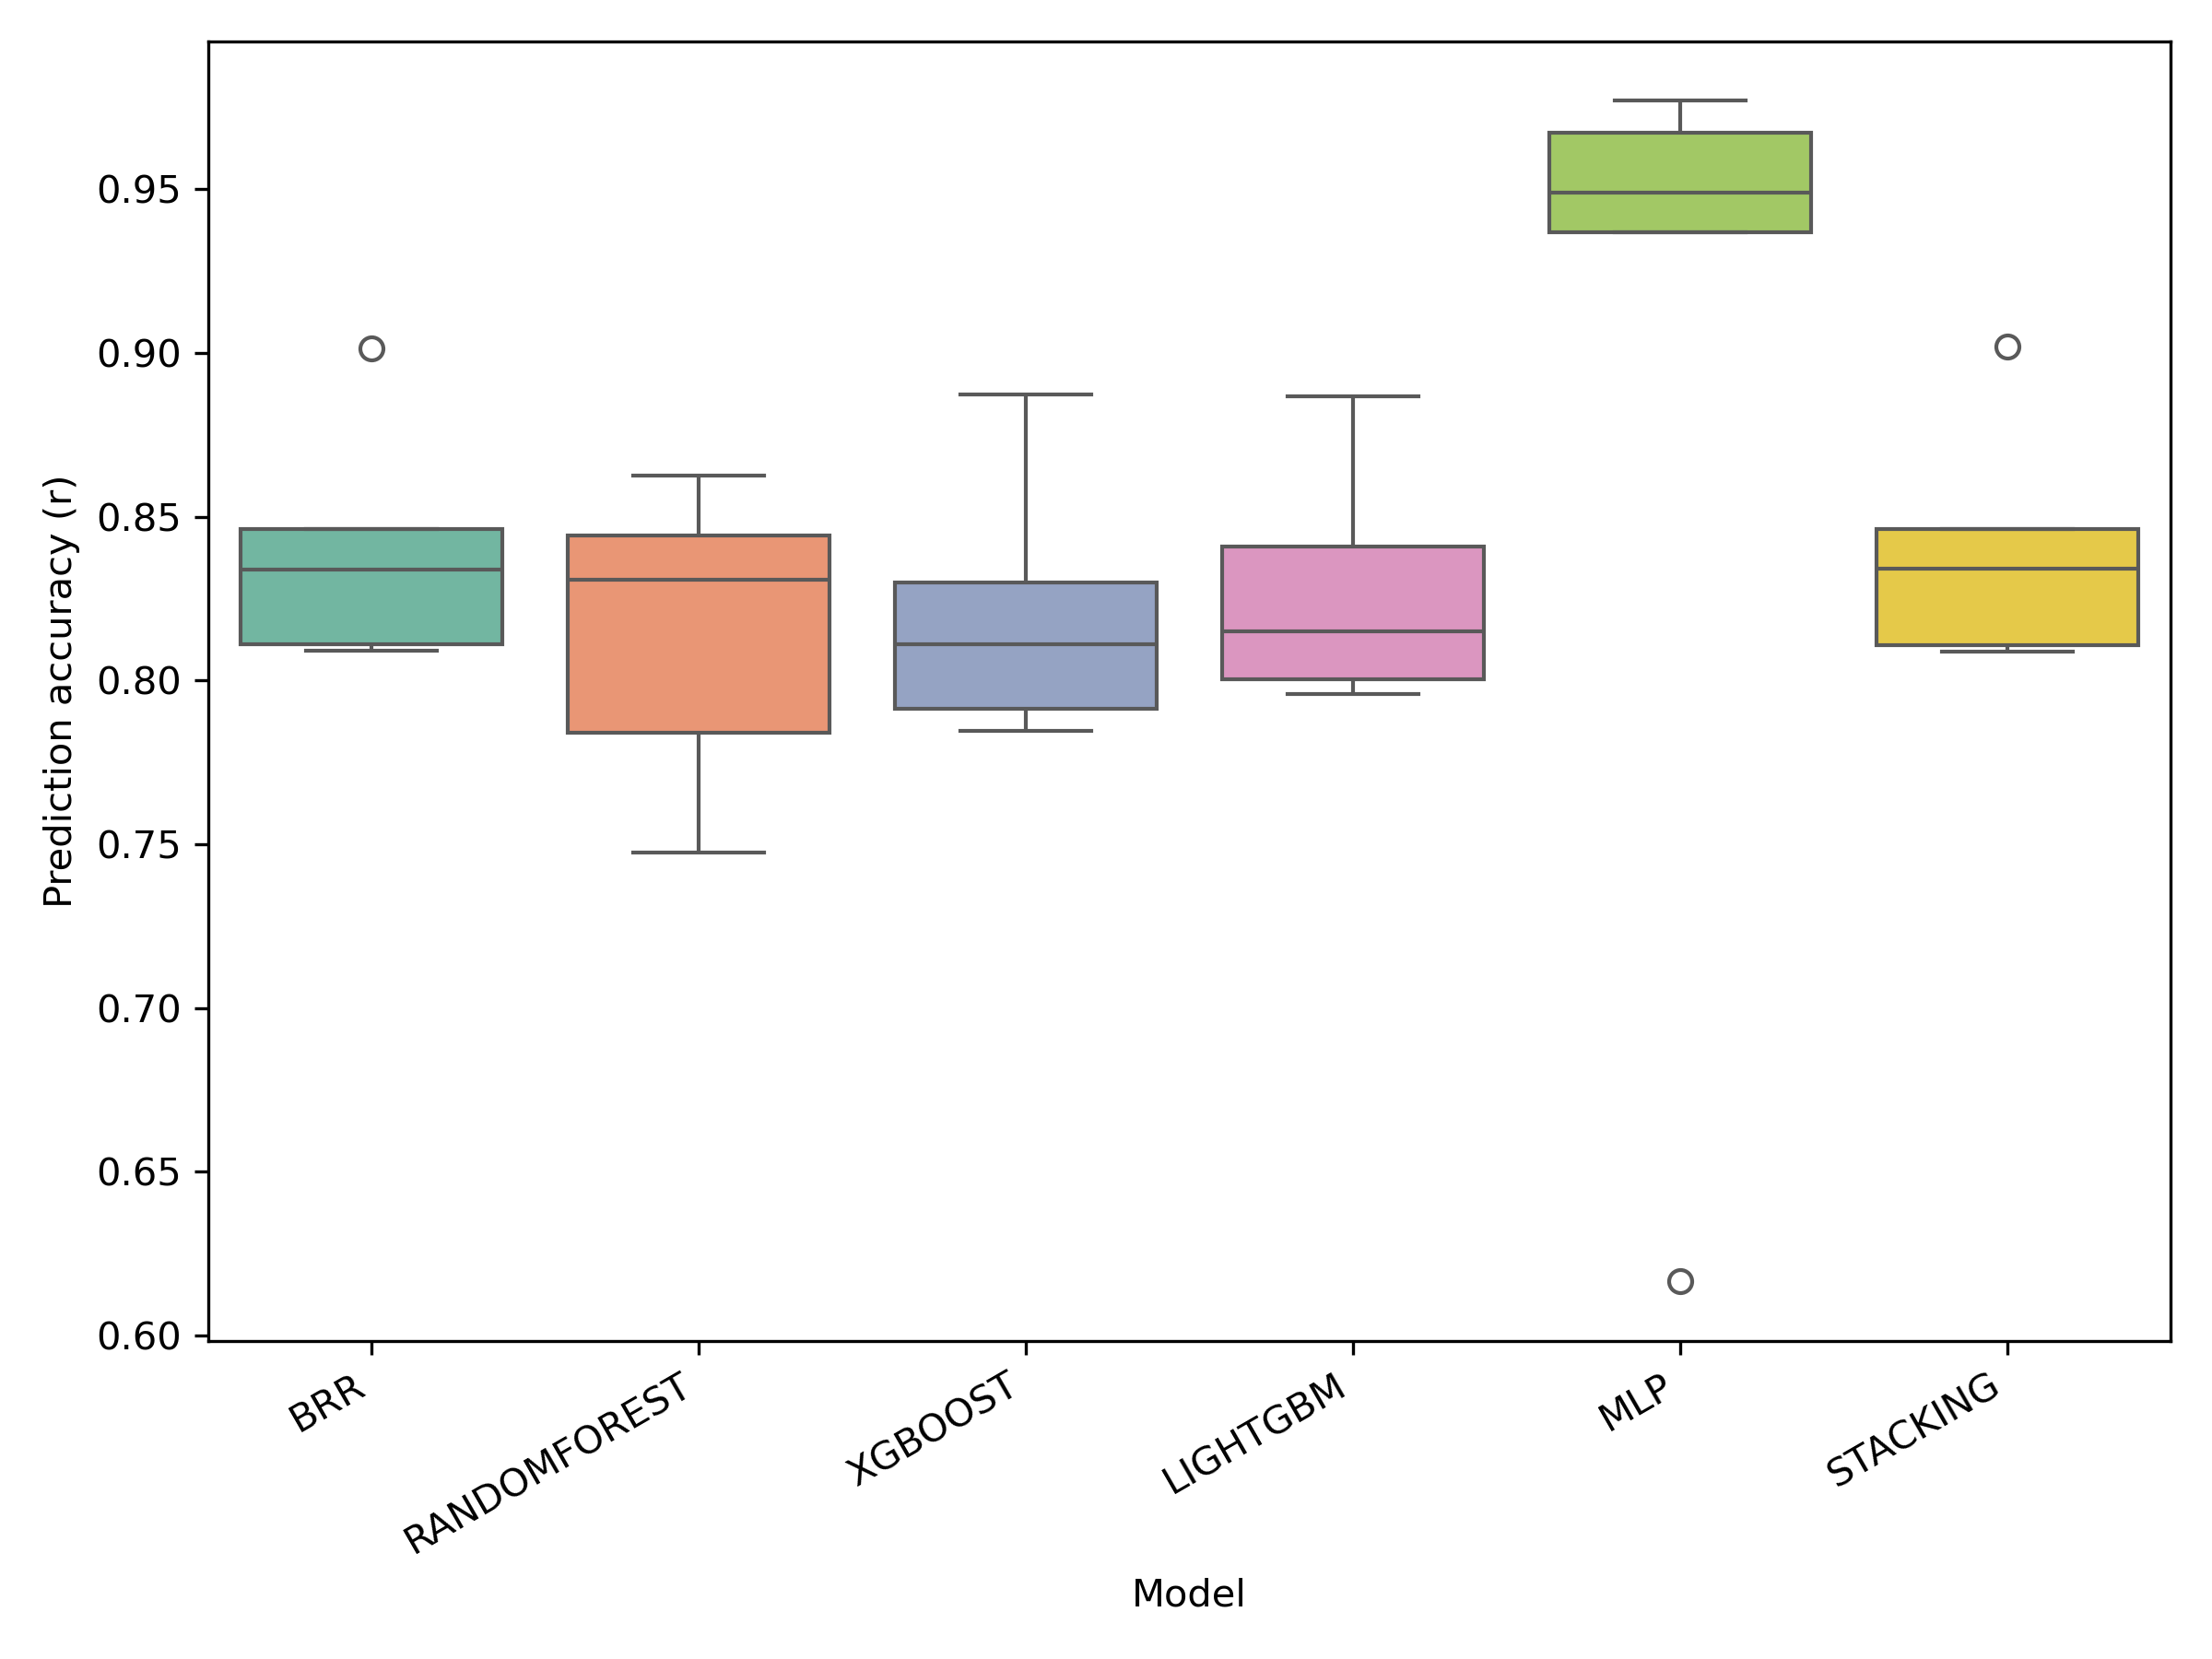 Prediction accuracy (r)
0.95
0.90
0.85
0.80
0.75
0.70
0.65
0.60
BRR
RANDOMFOREST
XGBOOST
LIGHTGBM
MLP
STACKING
Model